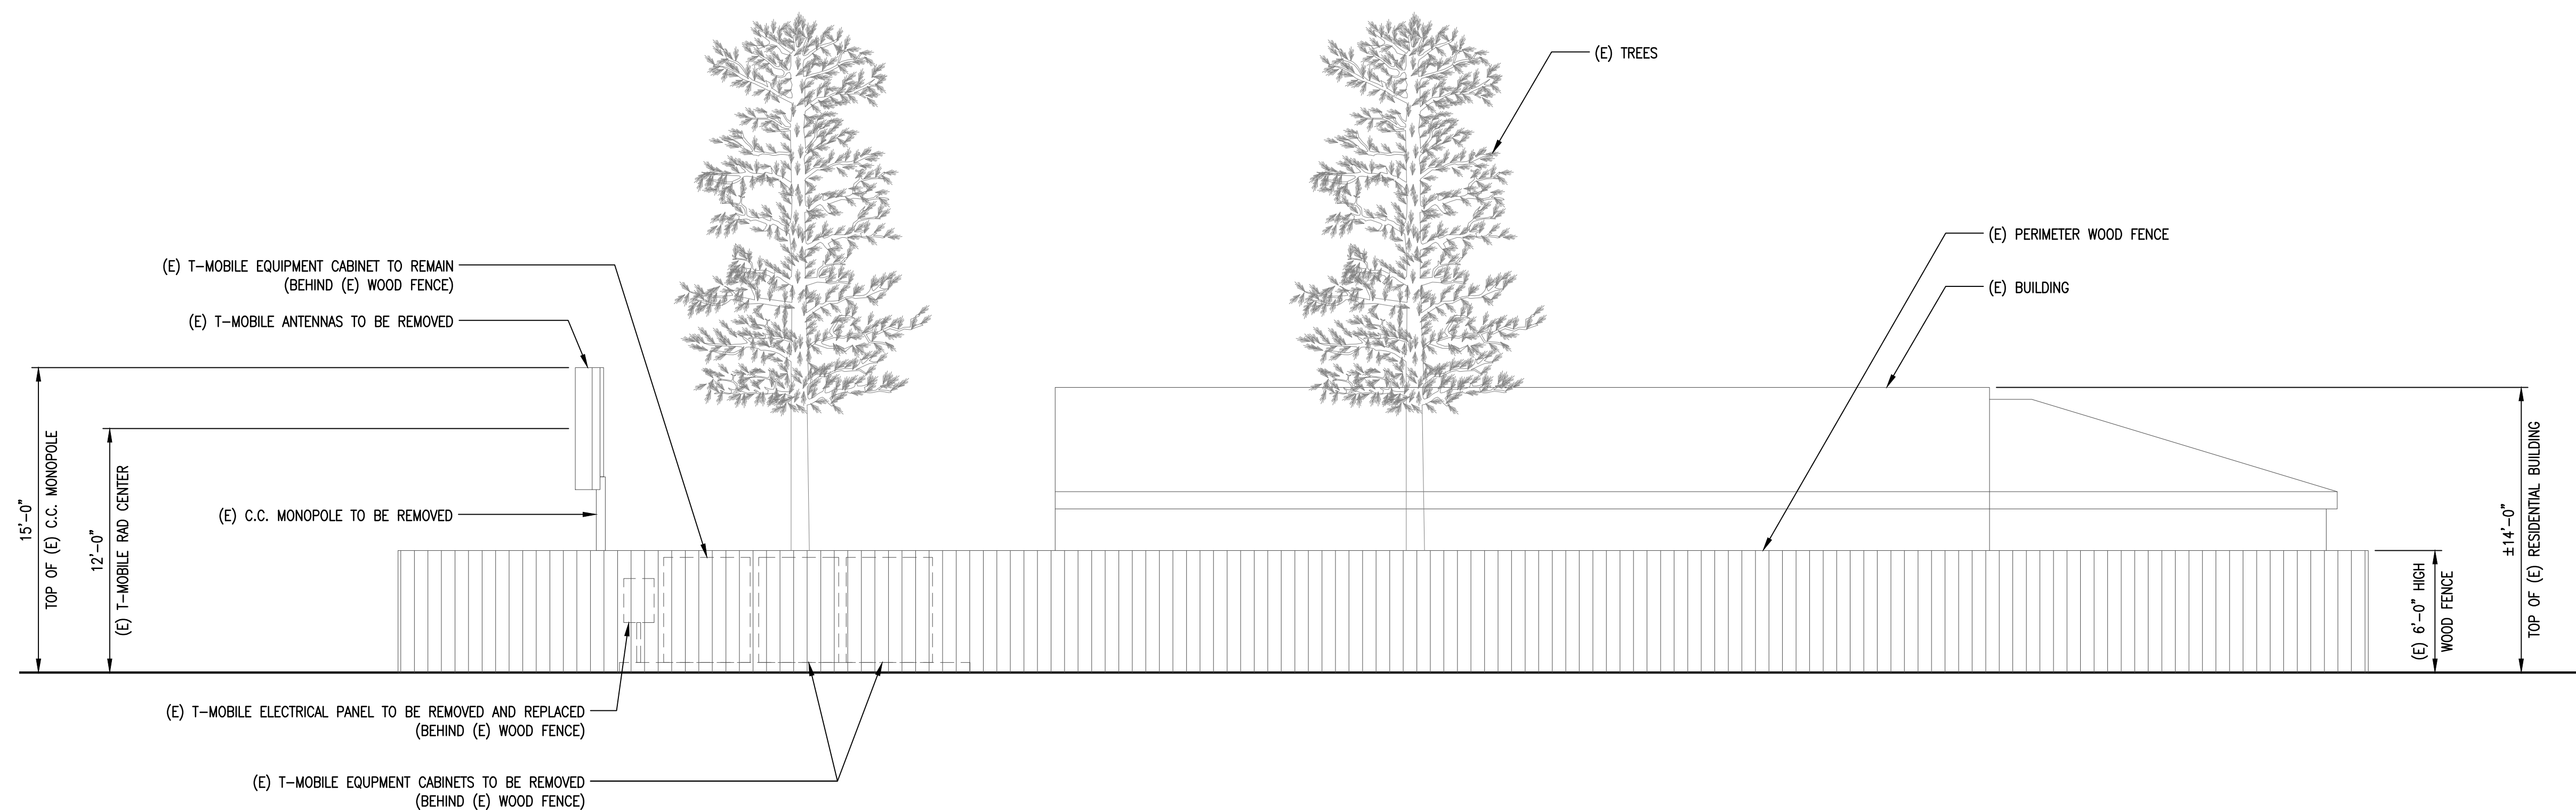 (E) TREES
(E) PERIMETER WOOD FENCE
(E) BUILDING
(E) T-MOBILE EQUIPMENT CABINET TO REMAIN
(BEHIND (E) WOOD FENCE)
(E) T-MOBILE ANTENNAS TO BE REMOVED
(E) C.C. MONOPOLE TO BE REMOVED
15'-0"
TOP OF (E) C.C. MONOPOLE
12'-0"
(E) T-MOBILE RAD CENTER
(E) 6'-0" HIGH
WOOD FENCE
±14'-0"
TOP OF (E) RESIDENTIAL BUILDING
(E) T-MOBILE ELECTRICAL PANEL TO BE REMOVED AND REPLACED
(BEHIND (E) WOOD FENCE)
(E) T-MOBILE EQUPMENT CABINETS TO BE REMOVED
(BEHIND (E) WOOD FENCE)